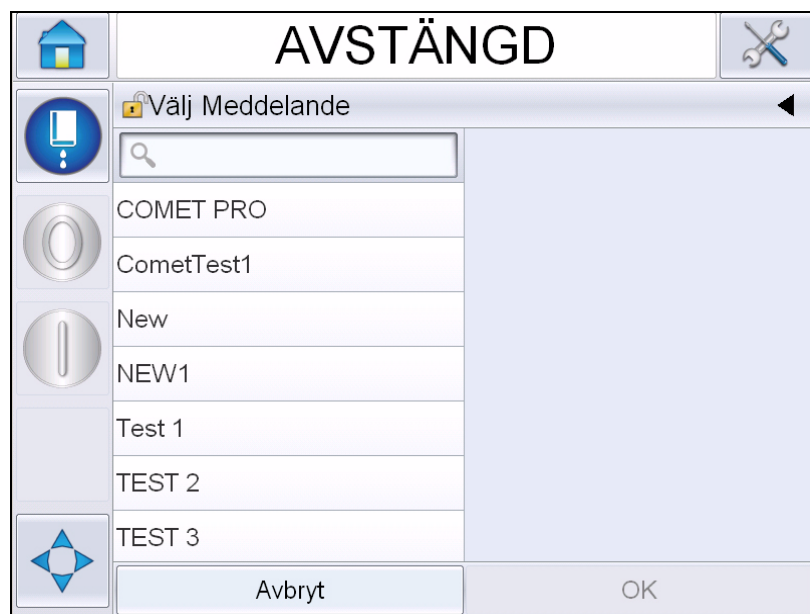 AVSTÄNGD
Välj Meddelande
COMET PRO
CometTest1
New
NEW1
Test 1
TEST 2
TEST 3
Avbryt
OK